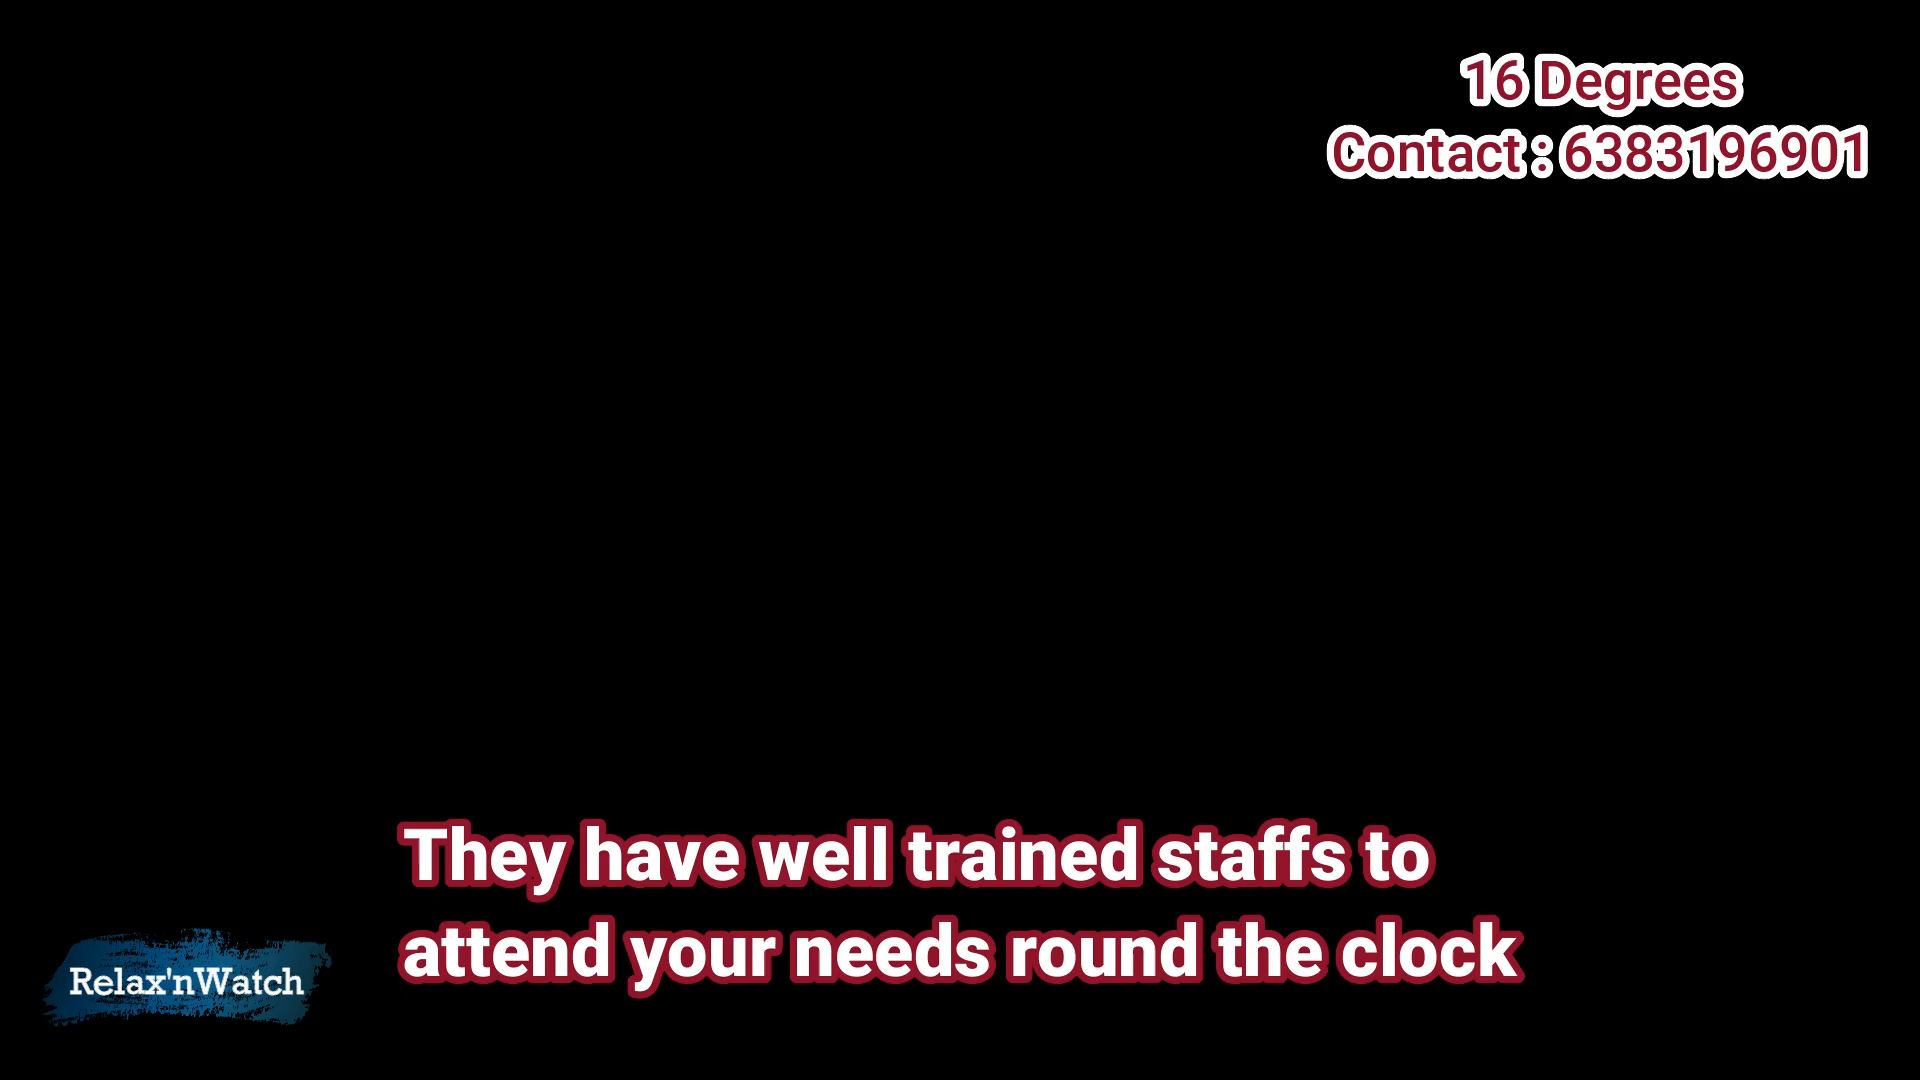 16 Degrees
Contact : 6383196901
They have well trained staffs to
attend your needs round the clock
Relax'nWatch